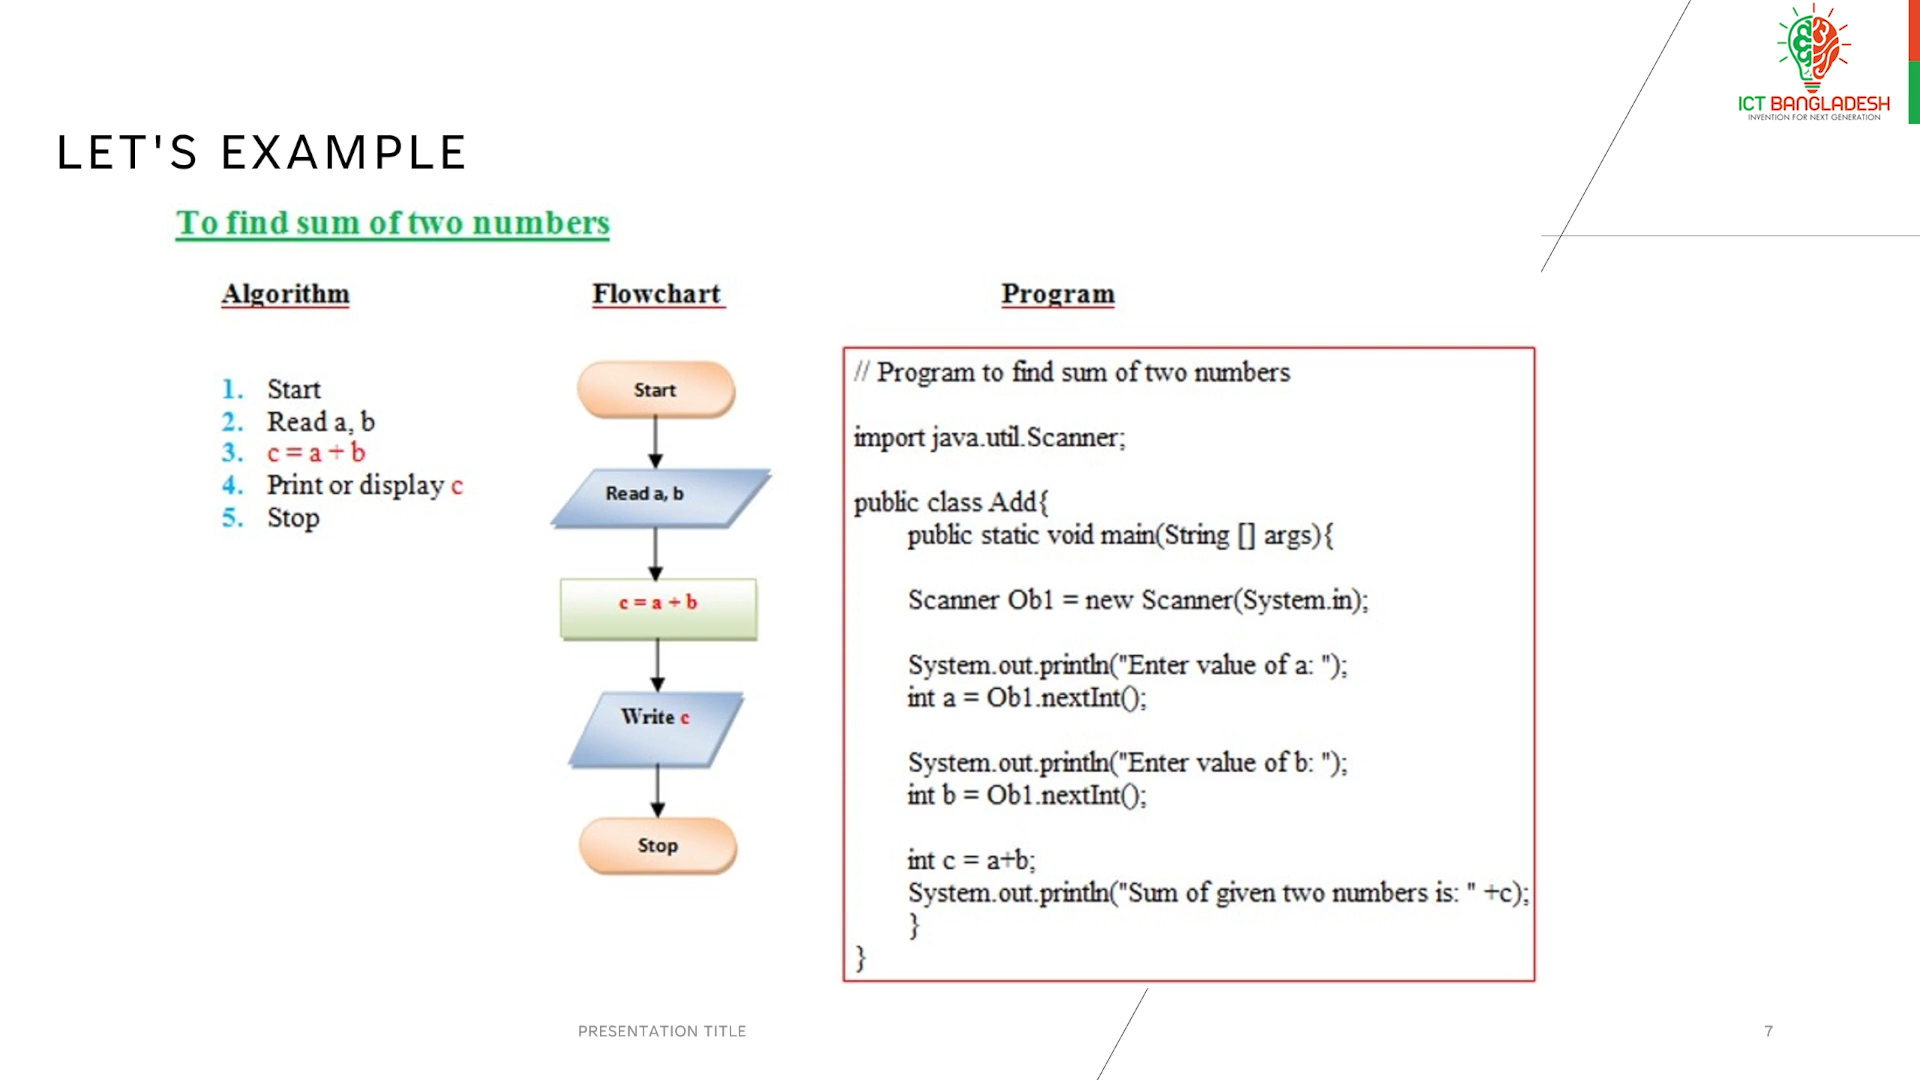 ICT BANGLADESH
INVENTION FOR NEXT GENERATION
LET'S EXAMPLE
To find sum of two numbers
Algorithm
1. Start
2. Read a, b
3. c = a + b
4. Print or display c
5. Stop
Flowchart
Start
Read a, b
c = a + b
Write c
Stop
Program
// Program to find sum of two numbers
import java.util.Scanner;
public class Add{
public static void main(String [] args){
Scanner Ob1 = new Scanner(System.in);
System.out.println("Enter value of a: ");
int a = Ob1.nextInt();
System.out.println("Enter value of b: ");
int b = Ob1.nextInt();
int c = a+b;
System.out.println("Sum of given two numbers is: " +c);
}
}
PRESENTATION TITLE
7